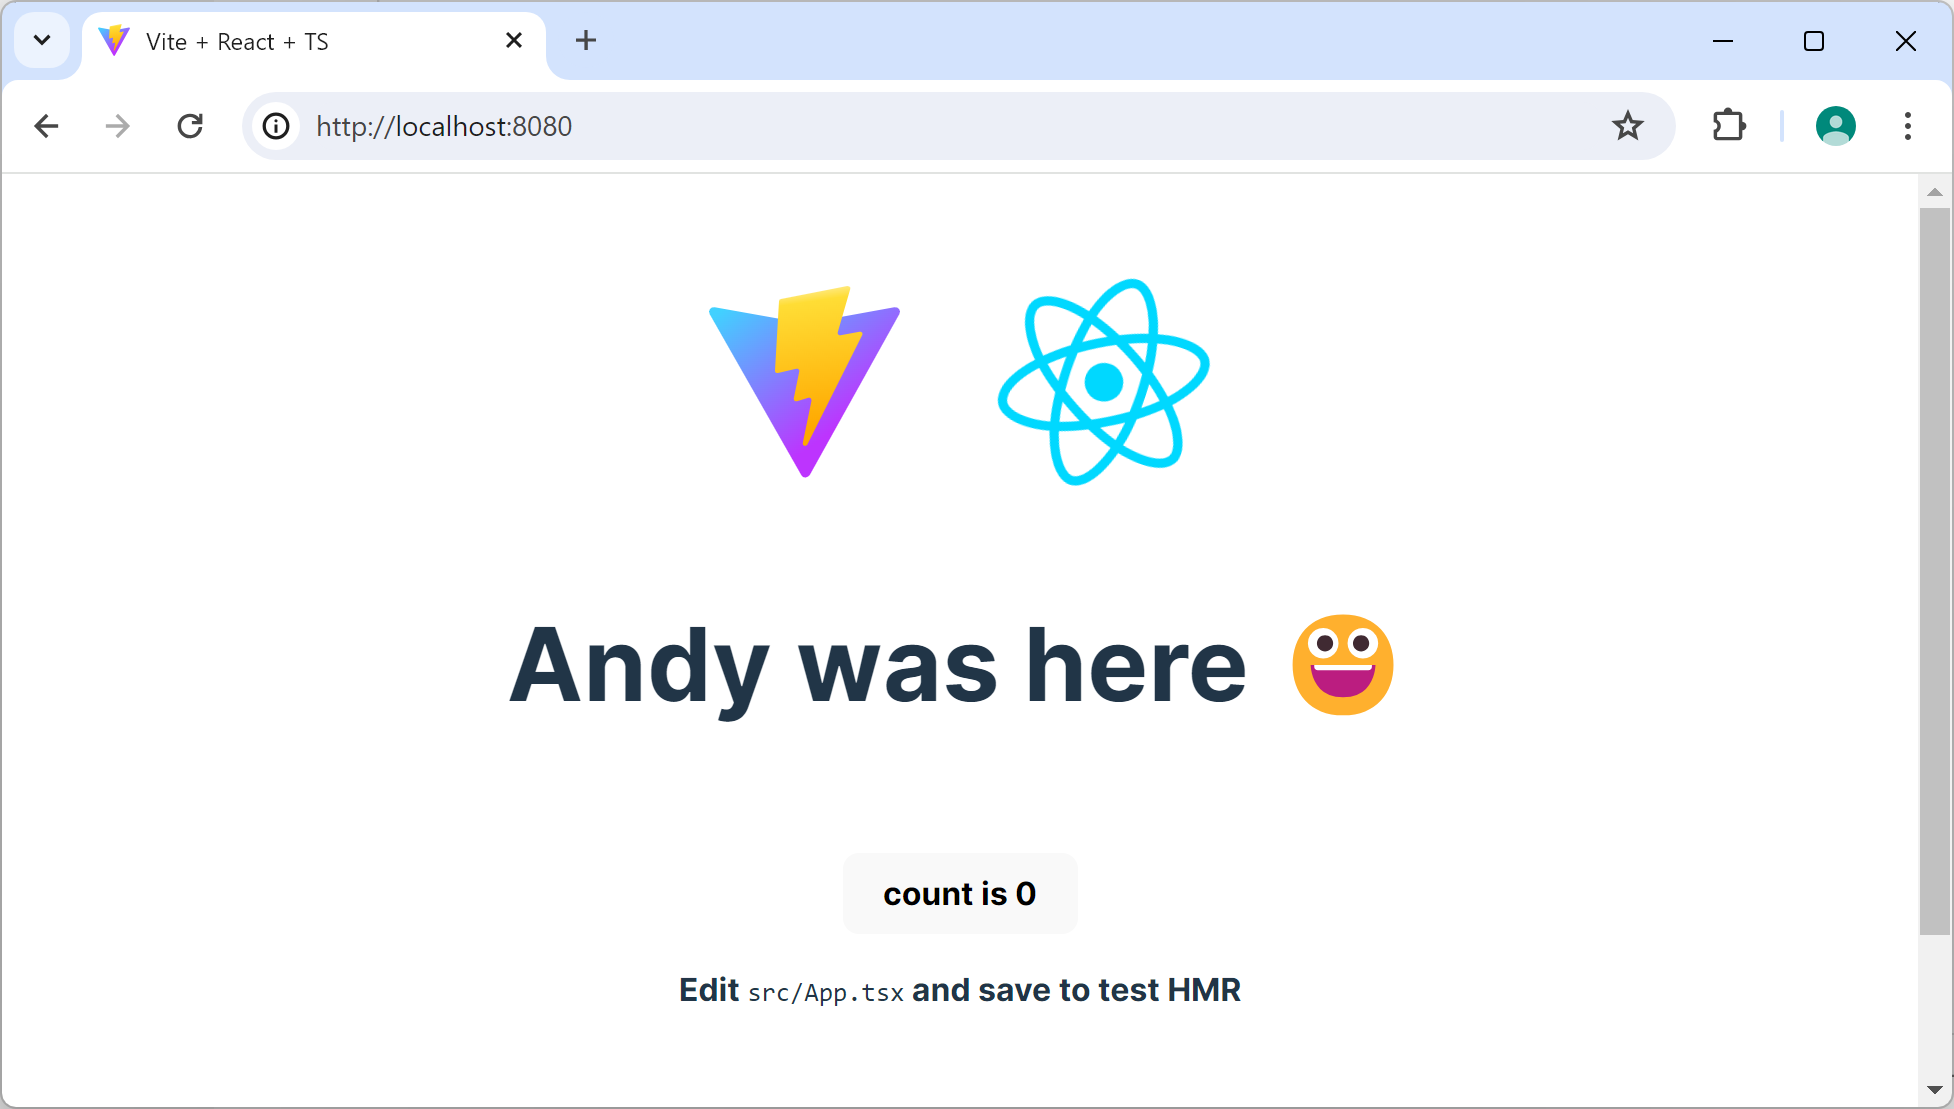 Vite + React + TS
http://localhost:8080
Andy was here 😀
count is 0
Edit src/App.tsx and save to test HMR